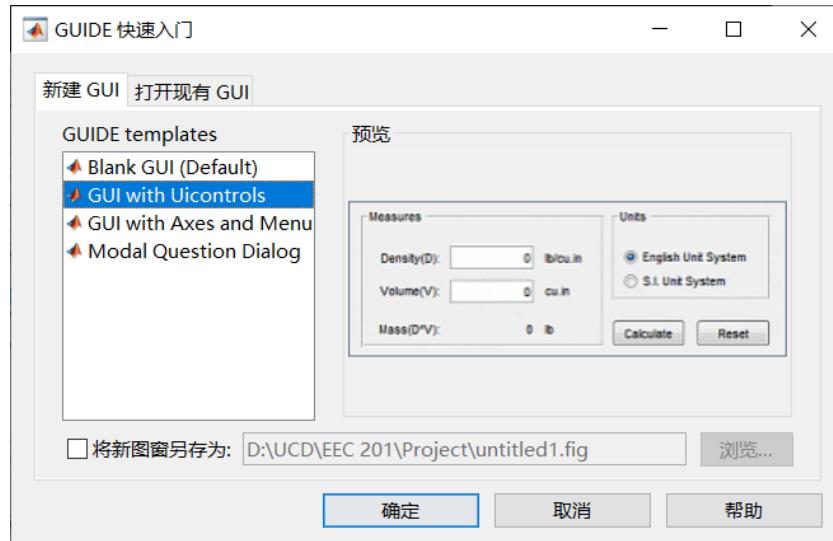 GUIDE 快速入门
新建 GUI 打开现有 GUI
GUIDE templates
Blank GUI (Default)
GUI with Uicontrols
GUI with Axes and Menu
Modal Question Dialog
预览
Measures
Density(D): 0 lb/cu.in
Volume(V): 0 cu.in
Mass(D*V): 0 lb
Units
English Unit System
S.I. Unit System
Calculate Reset
将新图窗另存为: D:\UCD\EEC 201\Project\untitled1.fig 浏览...
确定 取消 帮助